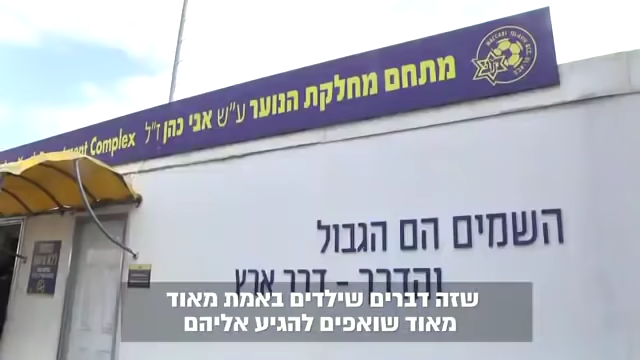 מתחם מחלקת הנוער ע״ש אבי כהן ז״ל
Complex
השמים הם הגבול
והדרך - דרך ארץ
שזה דברים שילדים באמת מאוד
מאוד שואפים להגיע אליהם